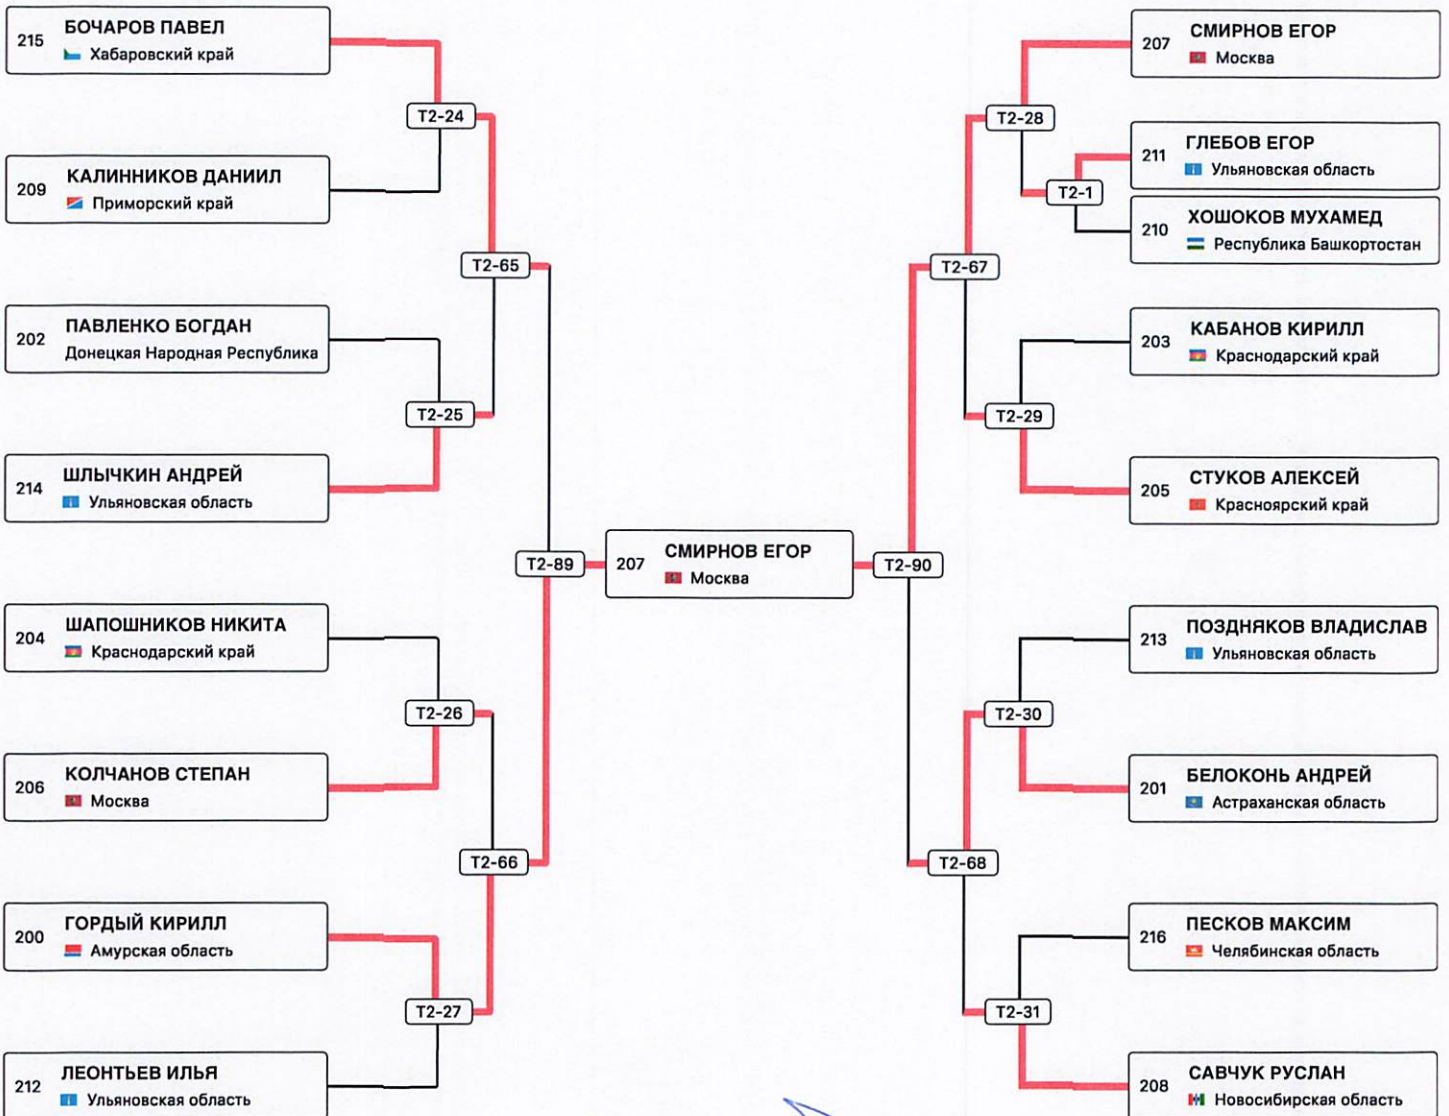 215
БОЧАРОВ ПАВЕЛ
Хабаровский край
T2-24
209
КАЛИННИКОВ ДАНИИЛ
Приморский край
T2-65
202
ПАВЛЕНКО БОГДАН
Донецкая Народная Республика
T2-25
214
ШЛЫЧКИН АНДРЕЙ
Ульяновская область
T2-89
204
ШАПОШНИКОВ НИКИТА
Краснодарский край
T2-26
206
КОЛЧАНОВ СТЕПАН
Москва
T2-66
200
ГОРДЫЙ КИРИЛЛ
Амурская область
T2-27
212
ЛЕОНТЬЕВ ИЛЬЯ
Ульяновская область
207
СМИРНОВ ЕГОР
Москва
207
СМИРНОВ ЕГОР
Москва
T2-28
211
ГЛЕБОВ ЕГОР
Ульяновская область
T2-1
210
ХОШОКОВ МУХАМЕД
Республика Башкортостан
T2-67
203
КАБАНОВ КИРИЛЛ
Краснодарский край
T2-29
205
СТУКОВ АЛЕКСЕЙ
Красноярский край
T2-90
213
ПОЗДНЯКОВ ВЛАДИСЛАВ
Ульяновская область
T2-30
201
БЕЛОКОНЬ АНДРЕЙ
Астраханская область
T2-68
216
ПЕСКОВ МАКСИМ
Челябинская область
T2-31
208
САВЧУК РУСЛАН
Новосибирская область